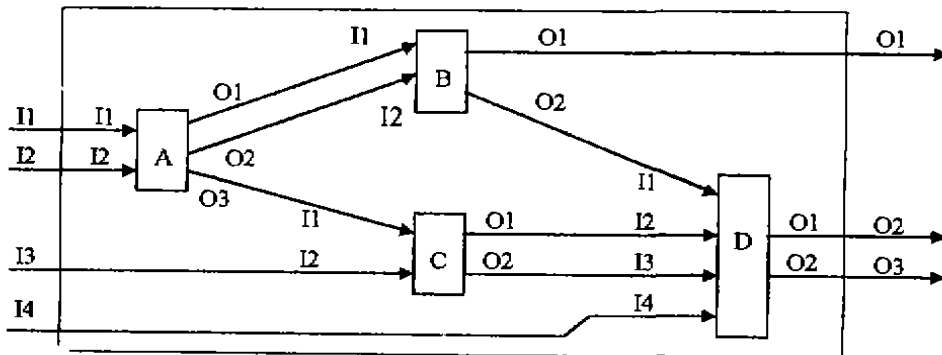 I1 O1 O1
B
O1 O2
I2
I1 I1
I2 I2 A O2
O3 I1
I1 O1 I2 O1 O2
D
I3 I2 C O2 I3 O2 O3
I4 I4